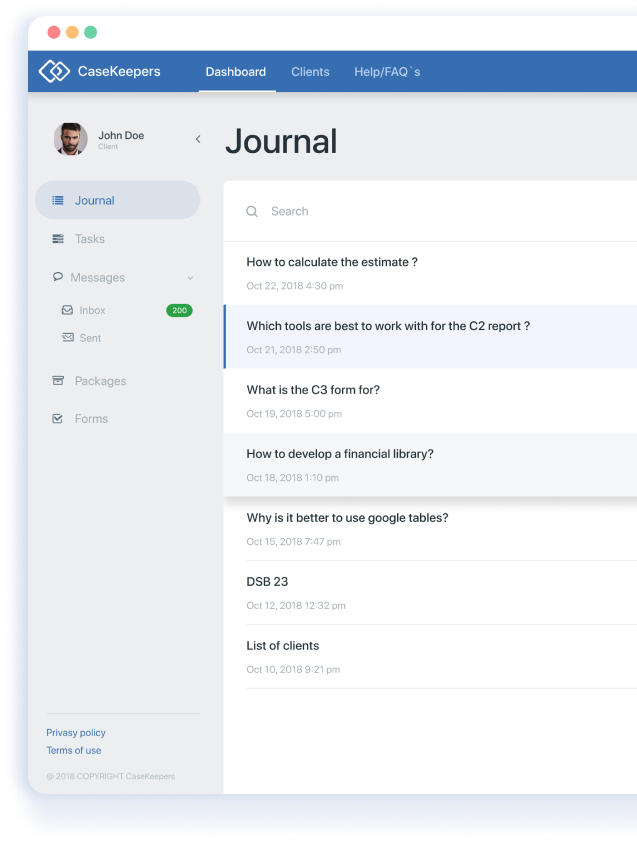 CaseKeepers
Dashboard
Clients
Help/FAQ`s
John Doe
Client
Journal
Tasks
Messages
Inbox
200
Sent
Packages
Forms
Privasy policy
Terms of use
@ 2018 COPYRIGHT CaseKeepers
Journal
Search
How to calculate the estimate ?
Oct 22, 2018 4:30 pm
Which tools are best to work with for the C2 report ?
Oct 21, 2018 2:50 pm
What is the C3 form for?
Oct 19, 2018 5:00 pm
How to develop a financial library?
Oct 18, 2018 1:10 pm
Why is it better to use google tables?
Oct 15, 2018 7:47 pm
DSB 23
Oct 12, 2018 12:32 pm
List of clients
Oct 10, 2018 9:21 pm